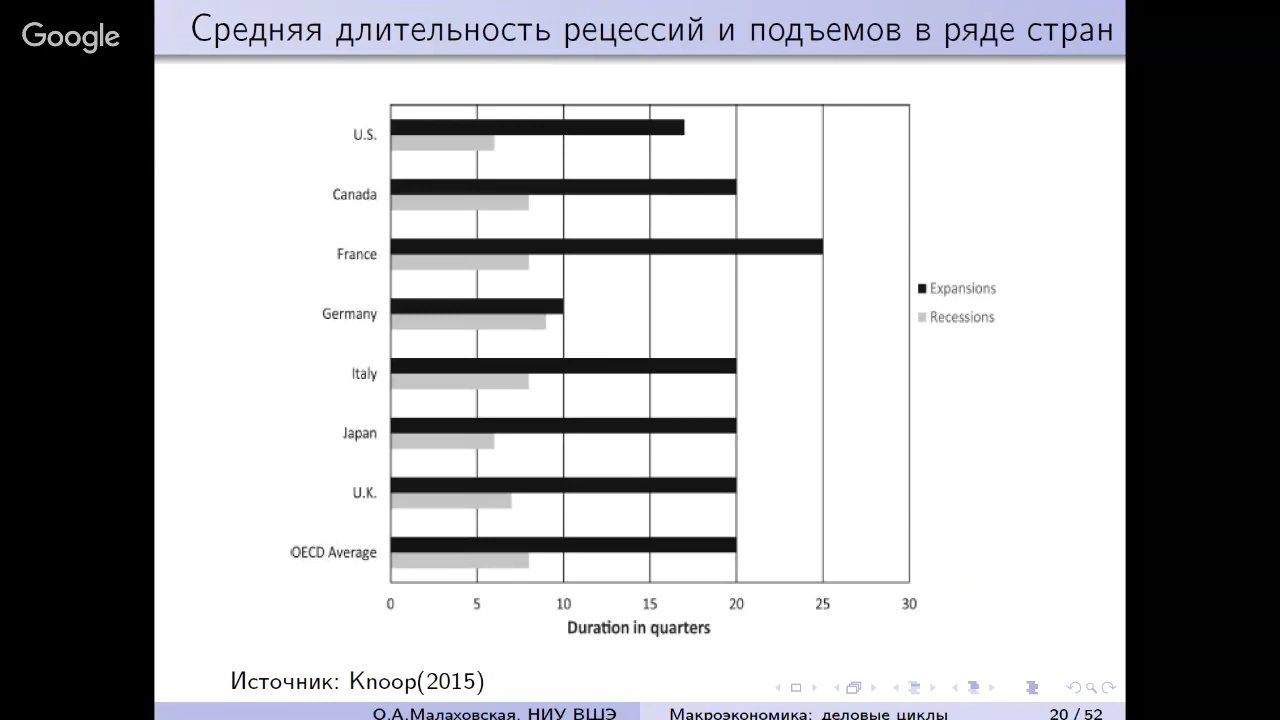 Google
Средняя длительность рецессий и подъемов в ряде стран
U.S.
Canada
France
Germany
Italy
Japan
U.K.
OECD Average
Expansions
Recessions
0 5 10 15 20 25 30
Duration in quarters
Источник: Knoop(2015)
О.А.Малаховская, НИУ ВШЭ Макроэкономика: деловые циклы 20 / 52